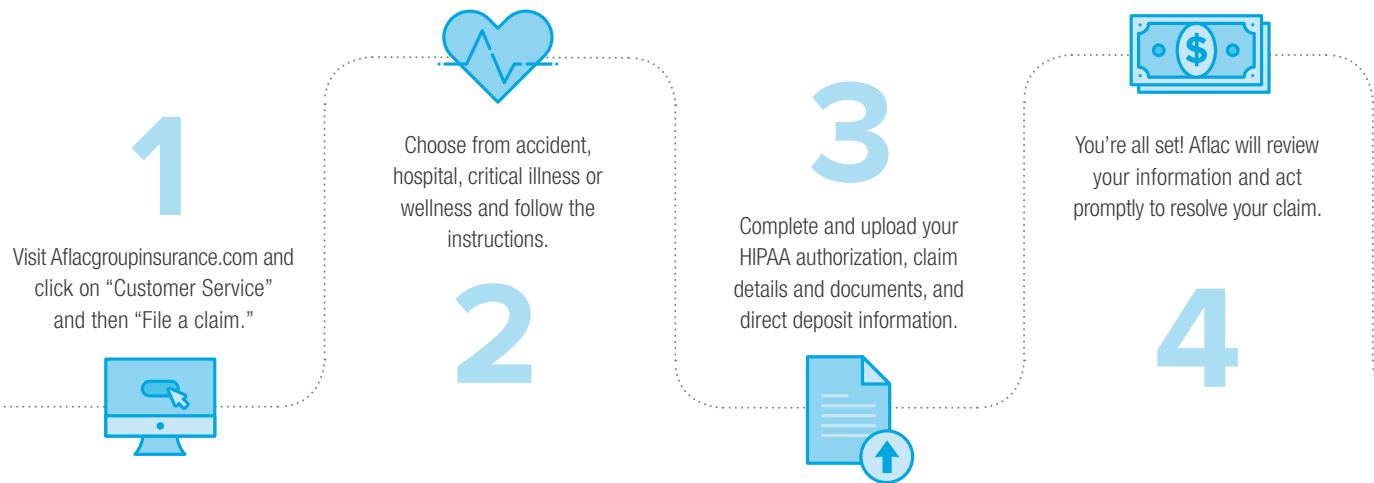 1
Visit Aflacgroupinsurance.com and
click on “Customer Service”
and then “File a claim.”
Choose from accident,
hospital, critical illness or
wellness and follow the
instructions.
2
3
Complete and upload your
HIPAA authorization, claim
details and documents, and
direct deposit information.
$
You’re all set! Aflac will review
your information and act
promptly to resolve your claim.
4